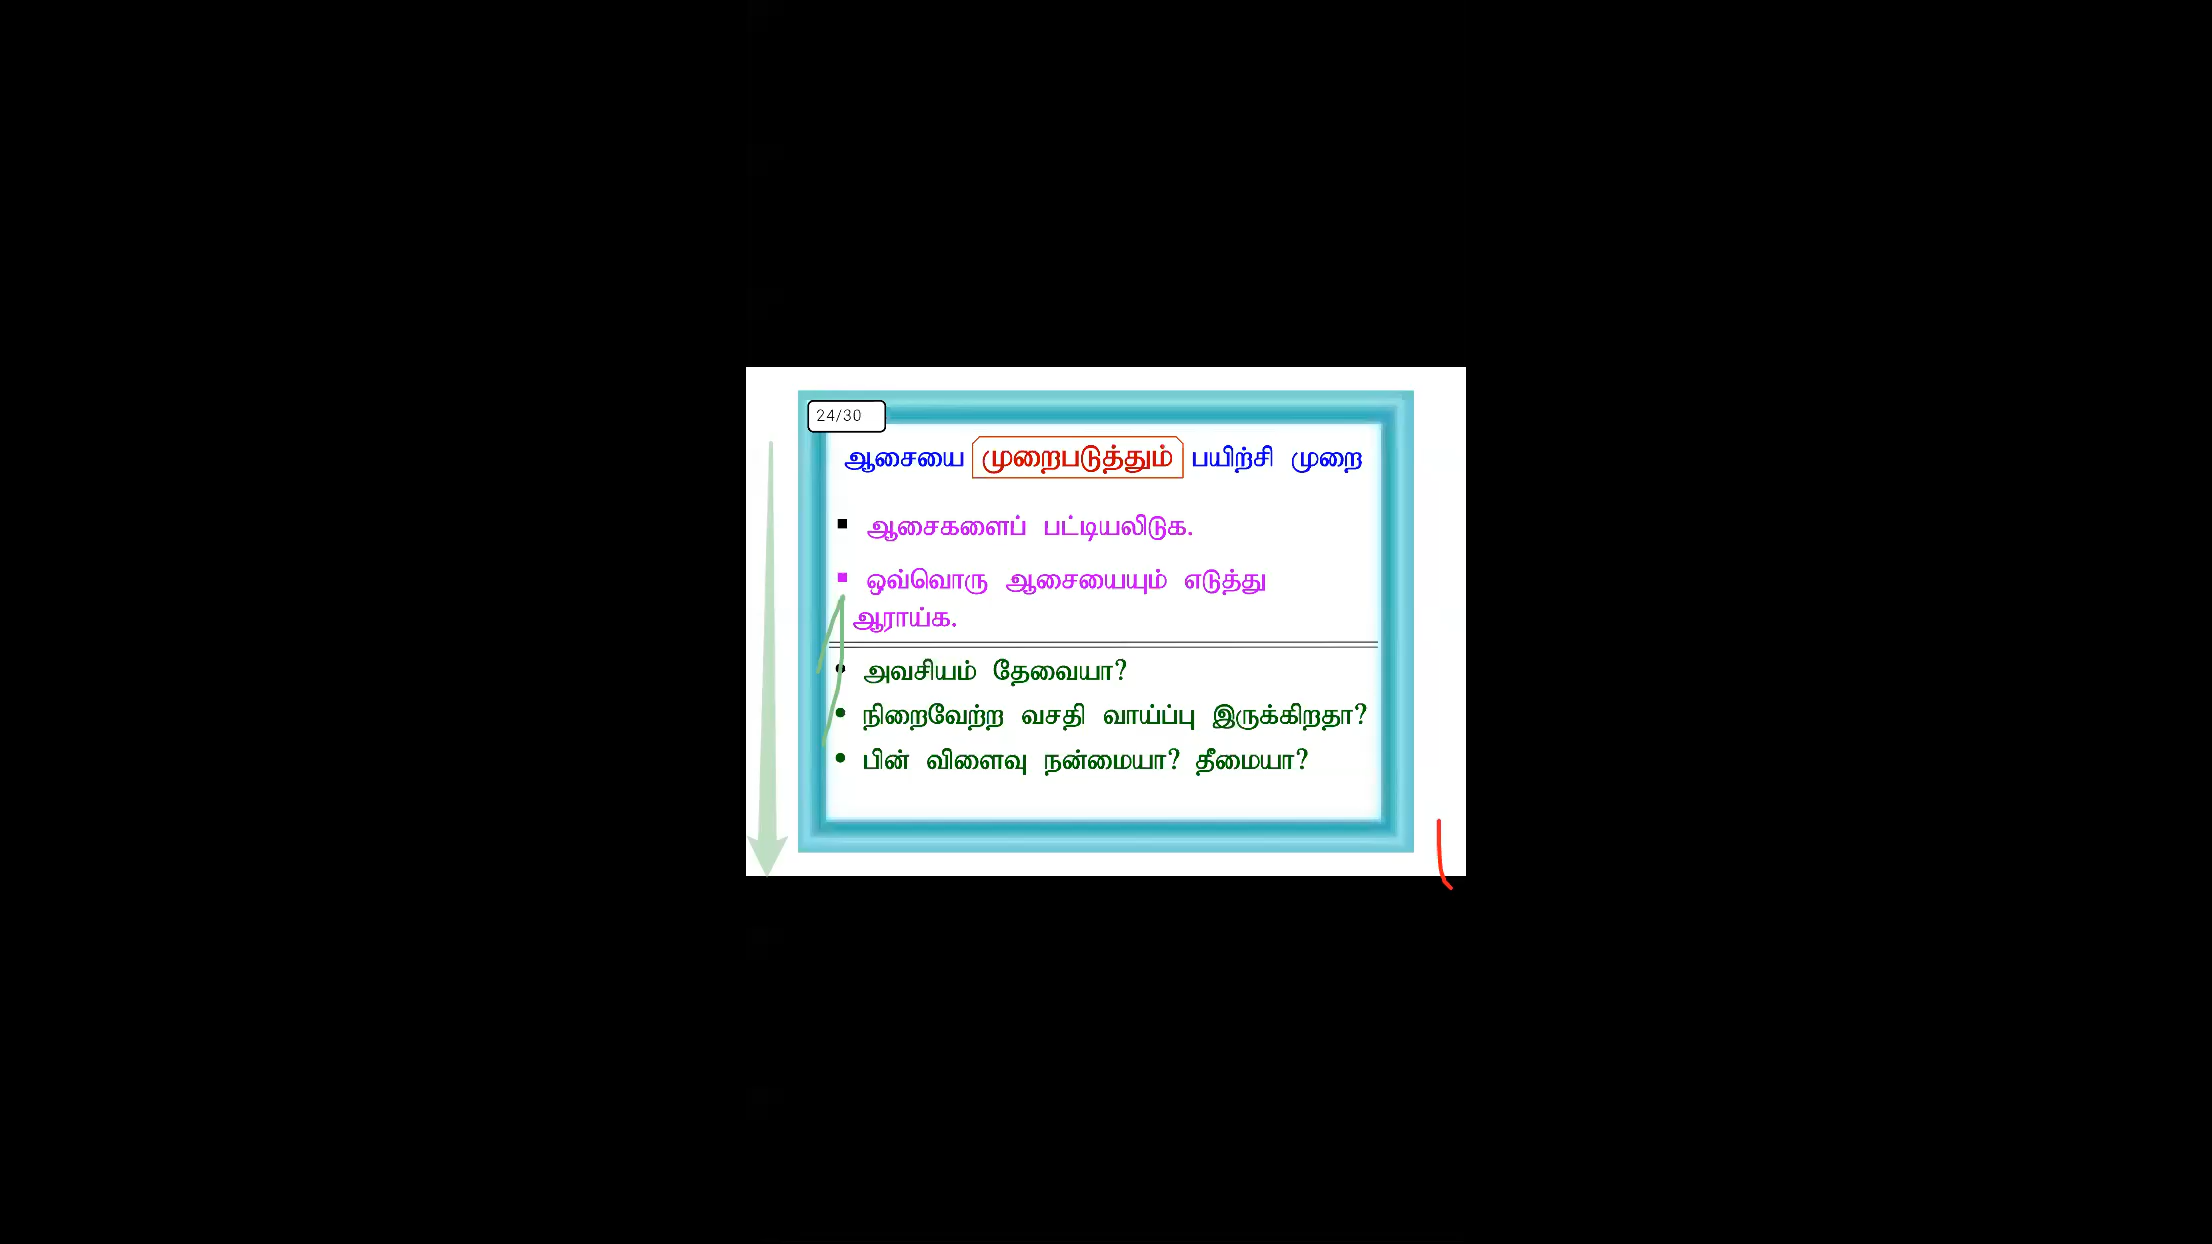 24/30
ஆசையை முறைபடுத்தும் பயிற்சி முறை
▪ ஆசைகளைப் பட்டியலிடுக.
▪ ஒவ்வொரு ஆசையையும் எடுத்து
ஆராய்க.
• அவசியம் தேவையா?
• நிறைவேற்ற வசதி வாய்ப்பு இருக்கிறதா?
• பின் விளைவு நன்மையா? தீமையா?